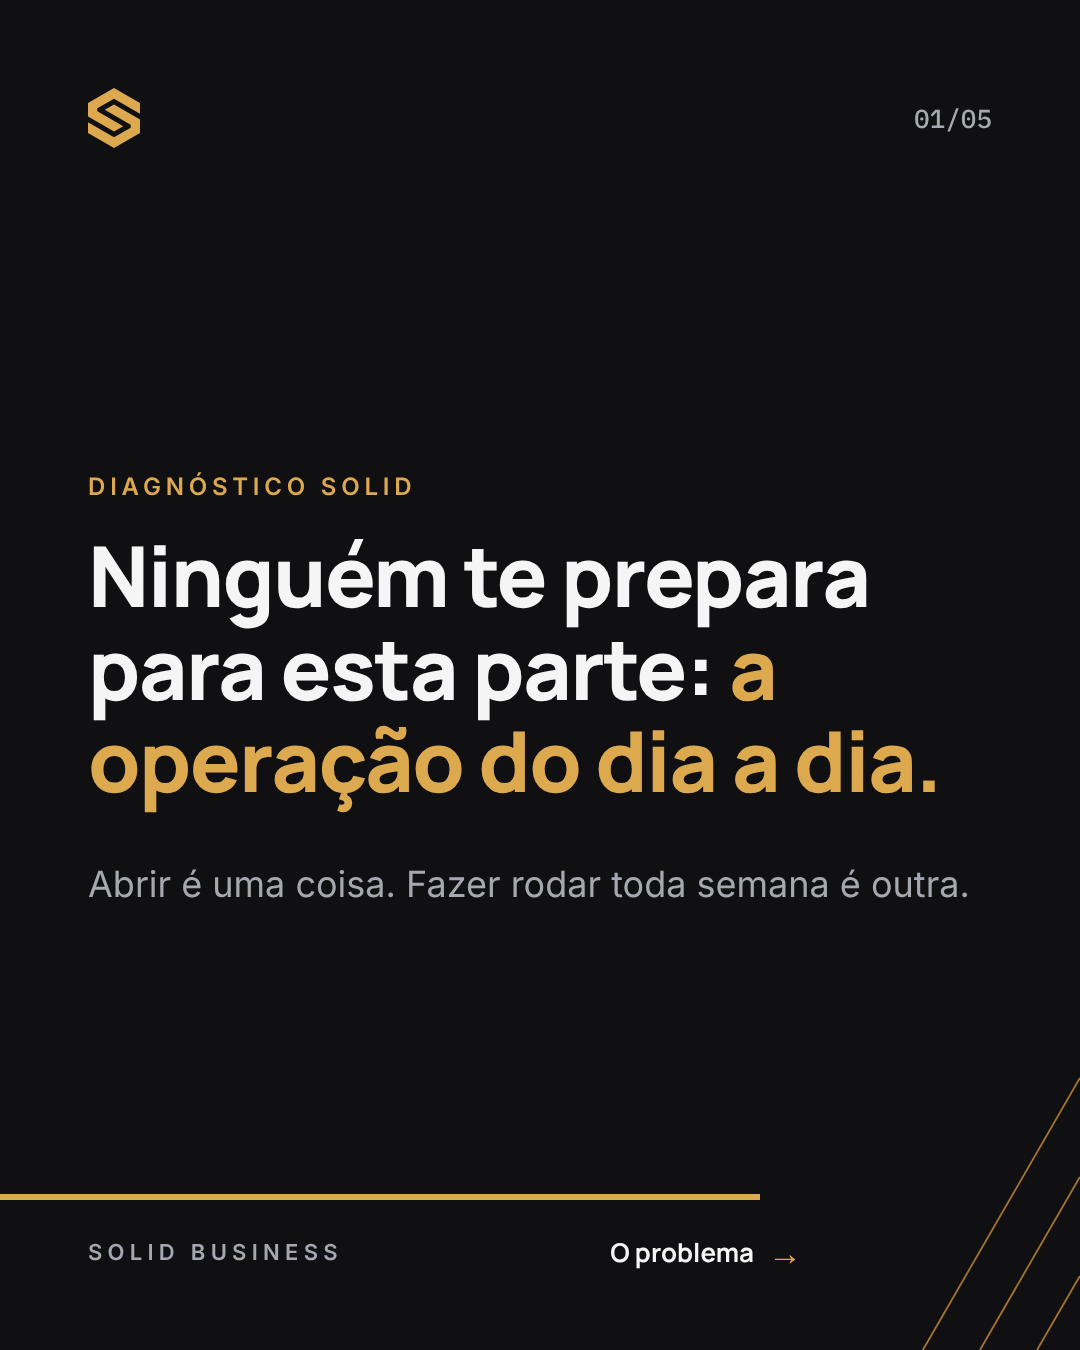 01/05
DIAGNÓSTICO SOLID
Ninguém te prepara
para esta parte: a
operação do dia a dia.
Abrir é uma coisa. Fazer rodar toda semana é outra.
SOLID BUSINESS
O problema →